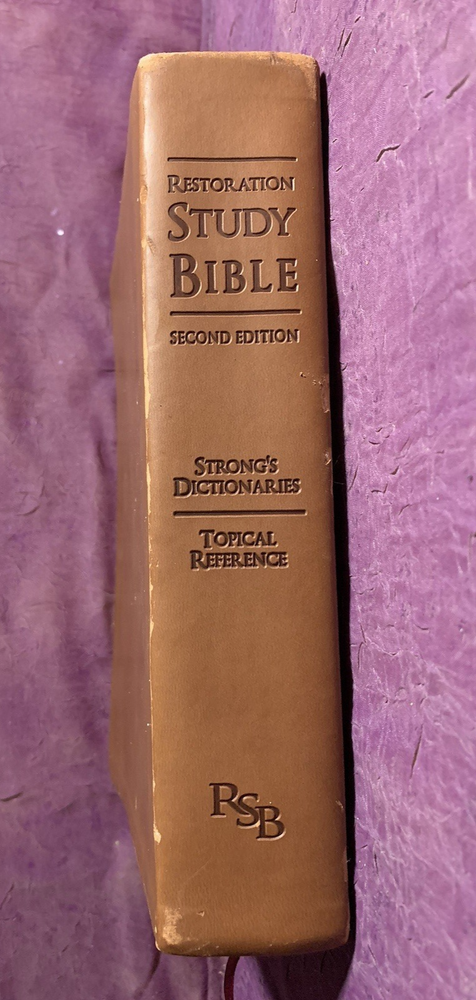 RESTORATION
STUDY
BIBLE
SECOND EDITION
STRONG'S
DICTIONARIES
TOPICAL
REFERENCE
RSB